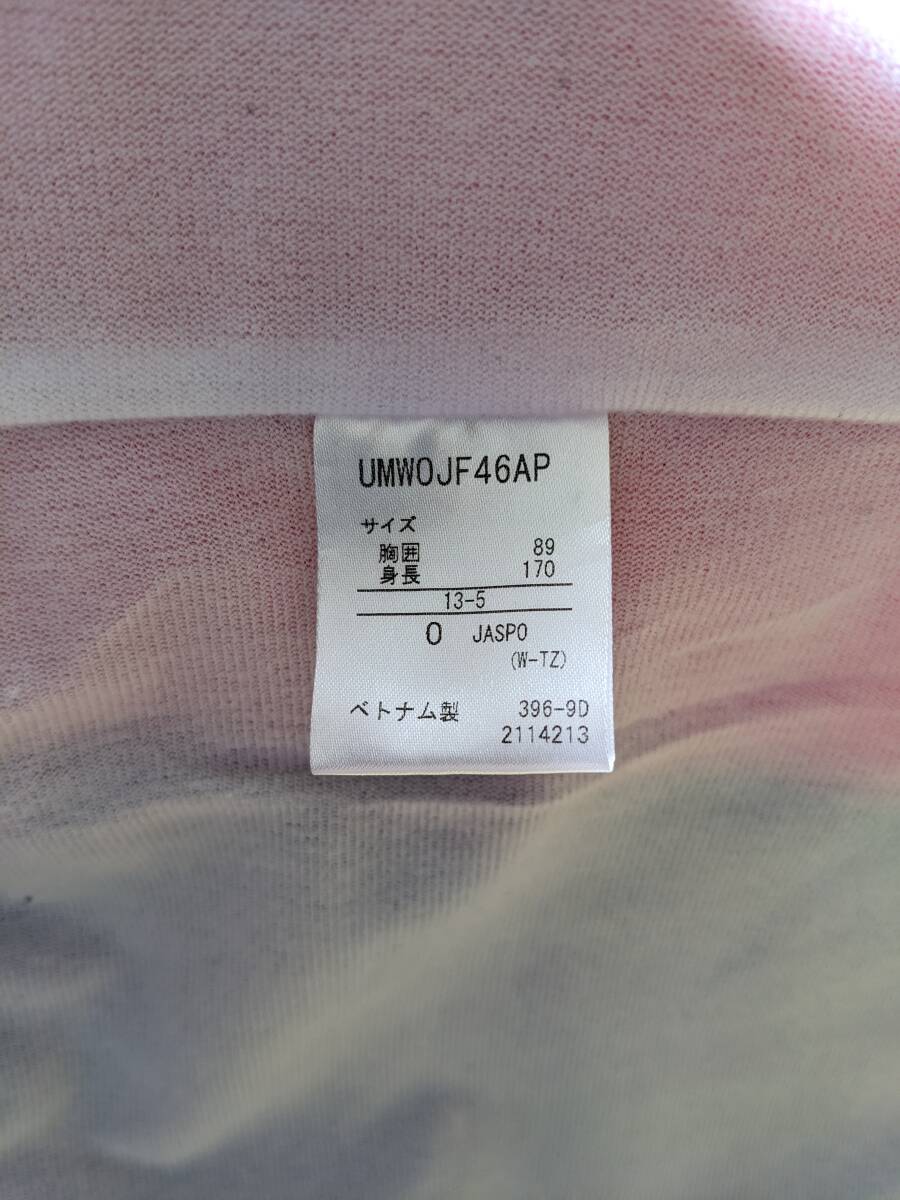 UMWOJF46AP
サイズ
胸囲 89
身長 170
13-5
O JASPO
(W-TZ)
ベトナム製 396-9D
2114213